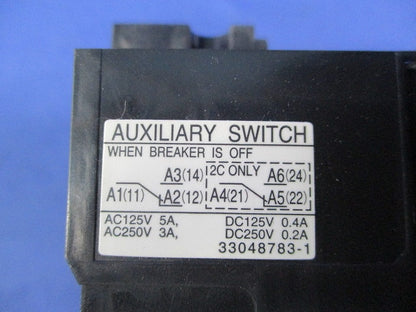 AUXILIARY SWITCH
WHEN BREAKER IS OFF
A3(14) 2C ONLY A6(24)
A1(11) A2(12) A4(21) A5(22)
AC125V 5A, DC125V 0.4A
AC250V 3A, DC250V 0.2A
33048783-1